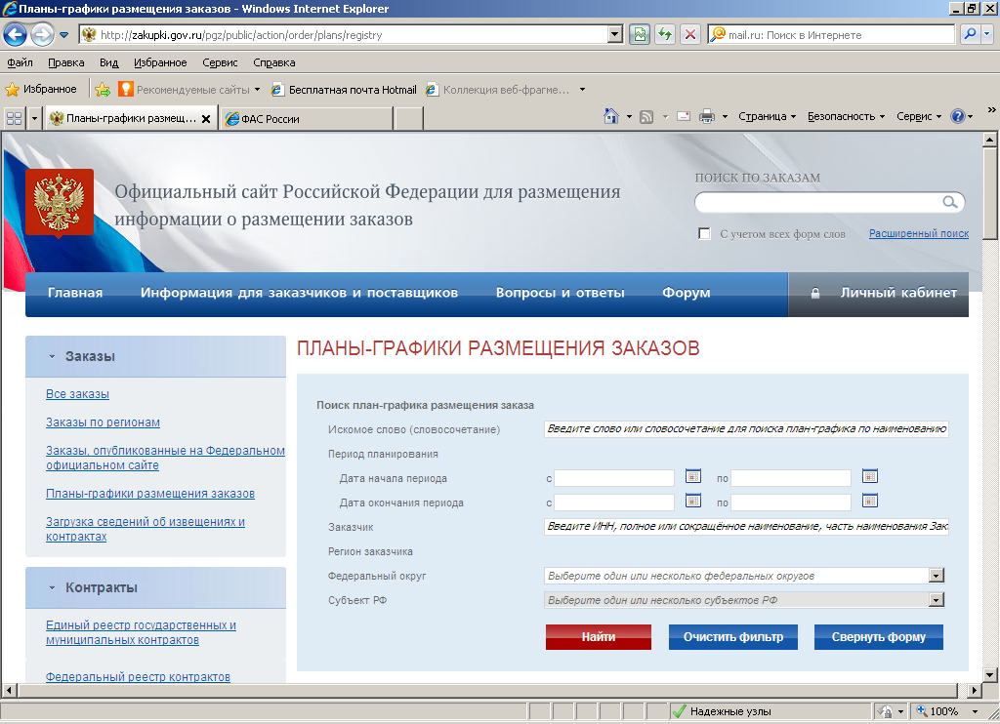 Планы-графики размещения заказов - Windows Internet Explorer
http://zakupki.gov.ru/pgz/public/action/order/plans/registry
mail.ru: Поиск в Интернете
Файл Правка Вид Избранное Сервис Справка
Избранное Рекомендуемые сайты Бесплатная почта Hotmail Коллекция веб-фрагме...
Планы-графики размещ... ФАС России Страница Безопасность Сервис
Официальный сайт Российской Федерации для размещения
информации о размещении заказов
ПОИСК ПО ЗАКАЗАМ
С учетом всех форм слов Расширенный поиск
Главная Информация для заказчиков и поставщиков Вопросы и ответы Форум Личный кабинет
Заказы
Все заказы
Заказы по регионам
Заказы, опубликованные на Федеральном
официальном сайте
Планы-графики размещения заказов
Загрузка сведений об извещениях и
контрактах
Контракты
Единый реестр государственных и
муниципальных контрактов
Федеральный реестр контрактов
ПЛАНЫ-ГРАФИКИ РАЗМЕЩЕНИЯ ЗАКАЗОВ
Поиск план-графика размещения заказа
Искомое слово (словосочетание) Введите слово или словосочетание для поиска план-графика по наименованию
Период планирования
Дата начала периода с по
Дата окончания периода с по
Заказчик Введите ИНН, полное или сокращённое наименование, часть наименования Зак
Регион заказчика
Федеральный округ Выберите один или несколько федеральных округов
Субъект РФ Выберите один или несколько субъектов РФ
Найти Очистить фильтр Свернуть форму
Надежные узлы 100%